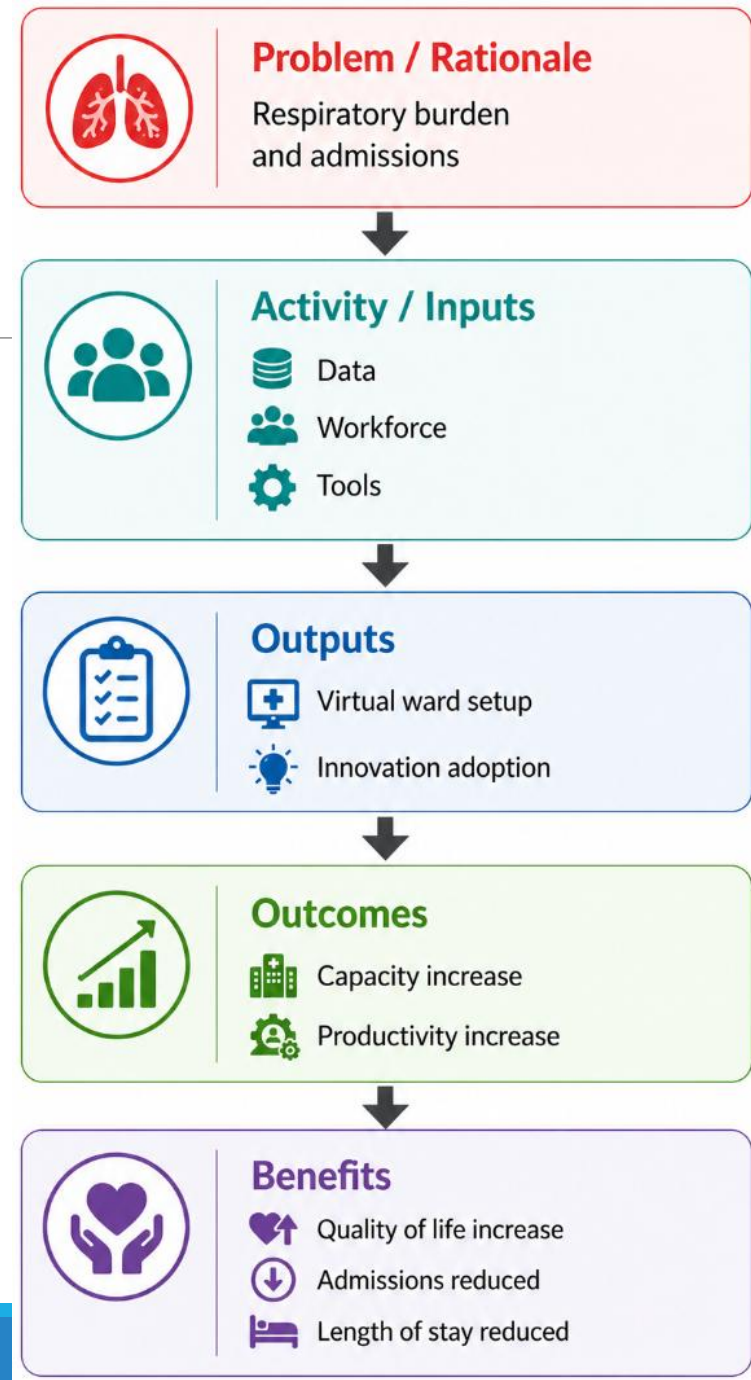 Problem / Rationale
Respiratory burden
and admissions
Activity / Inputs
Data
Workforce
Tools
Outputs
Virtual ward setup
Innovation adoption
Outcomes
Capacity increase
Productivity increase
Benefits
Quality of life increase
Admissions reduced
Length of stay reduced